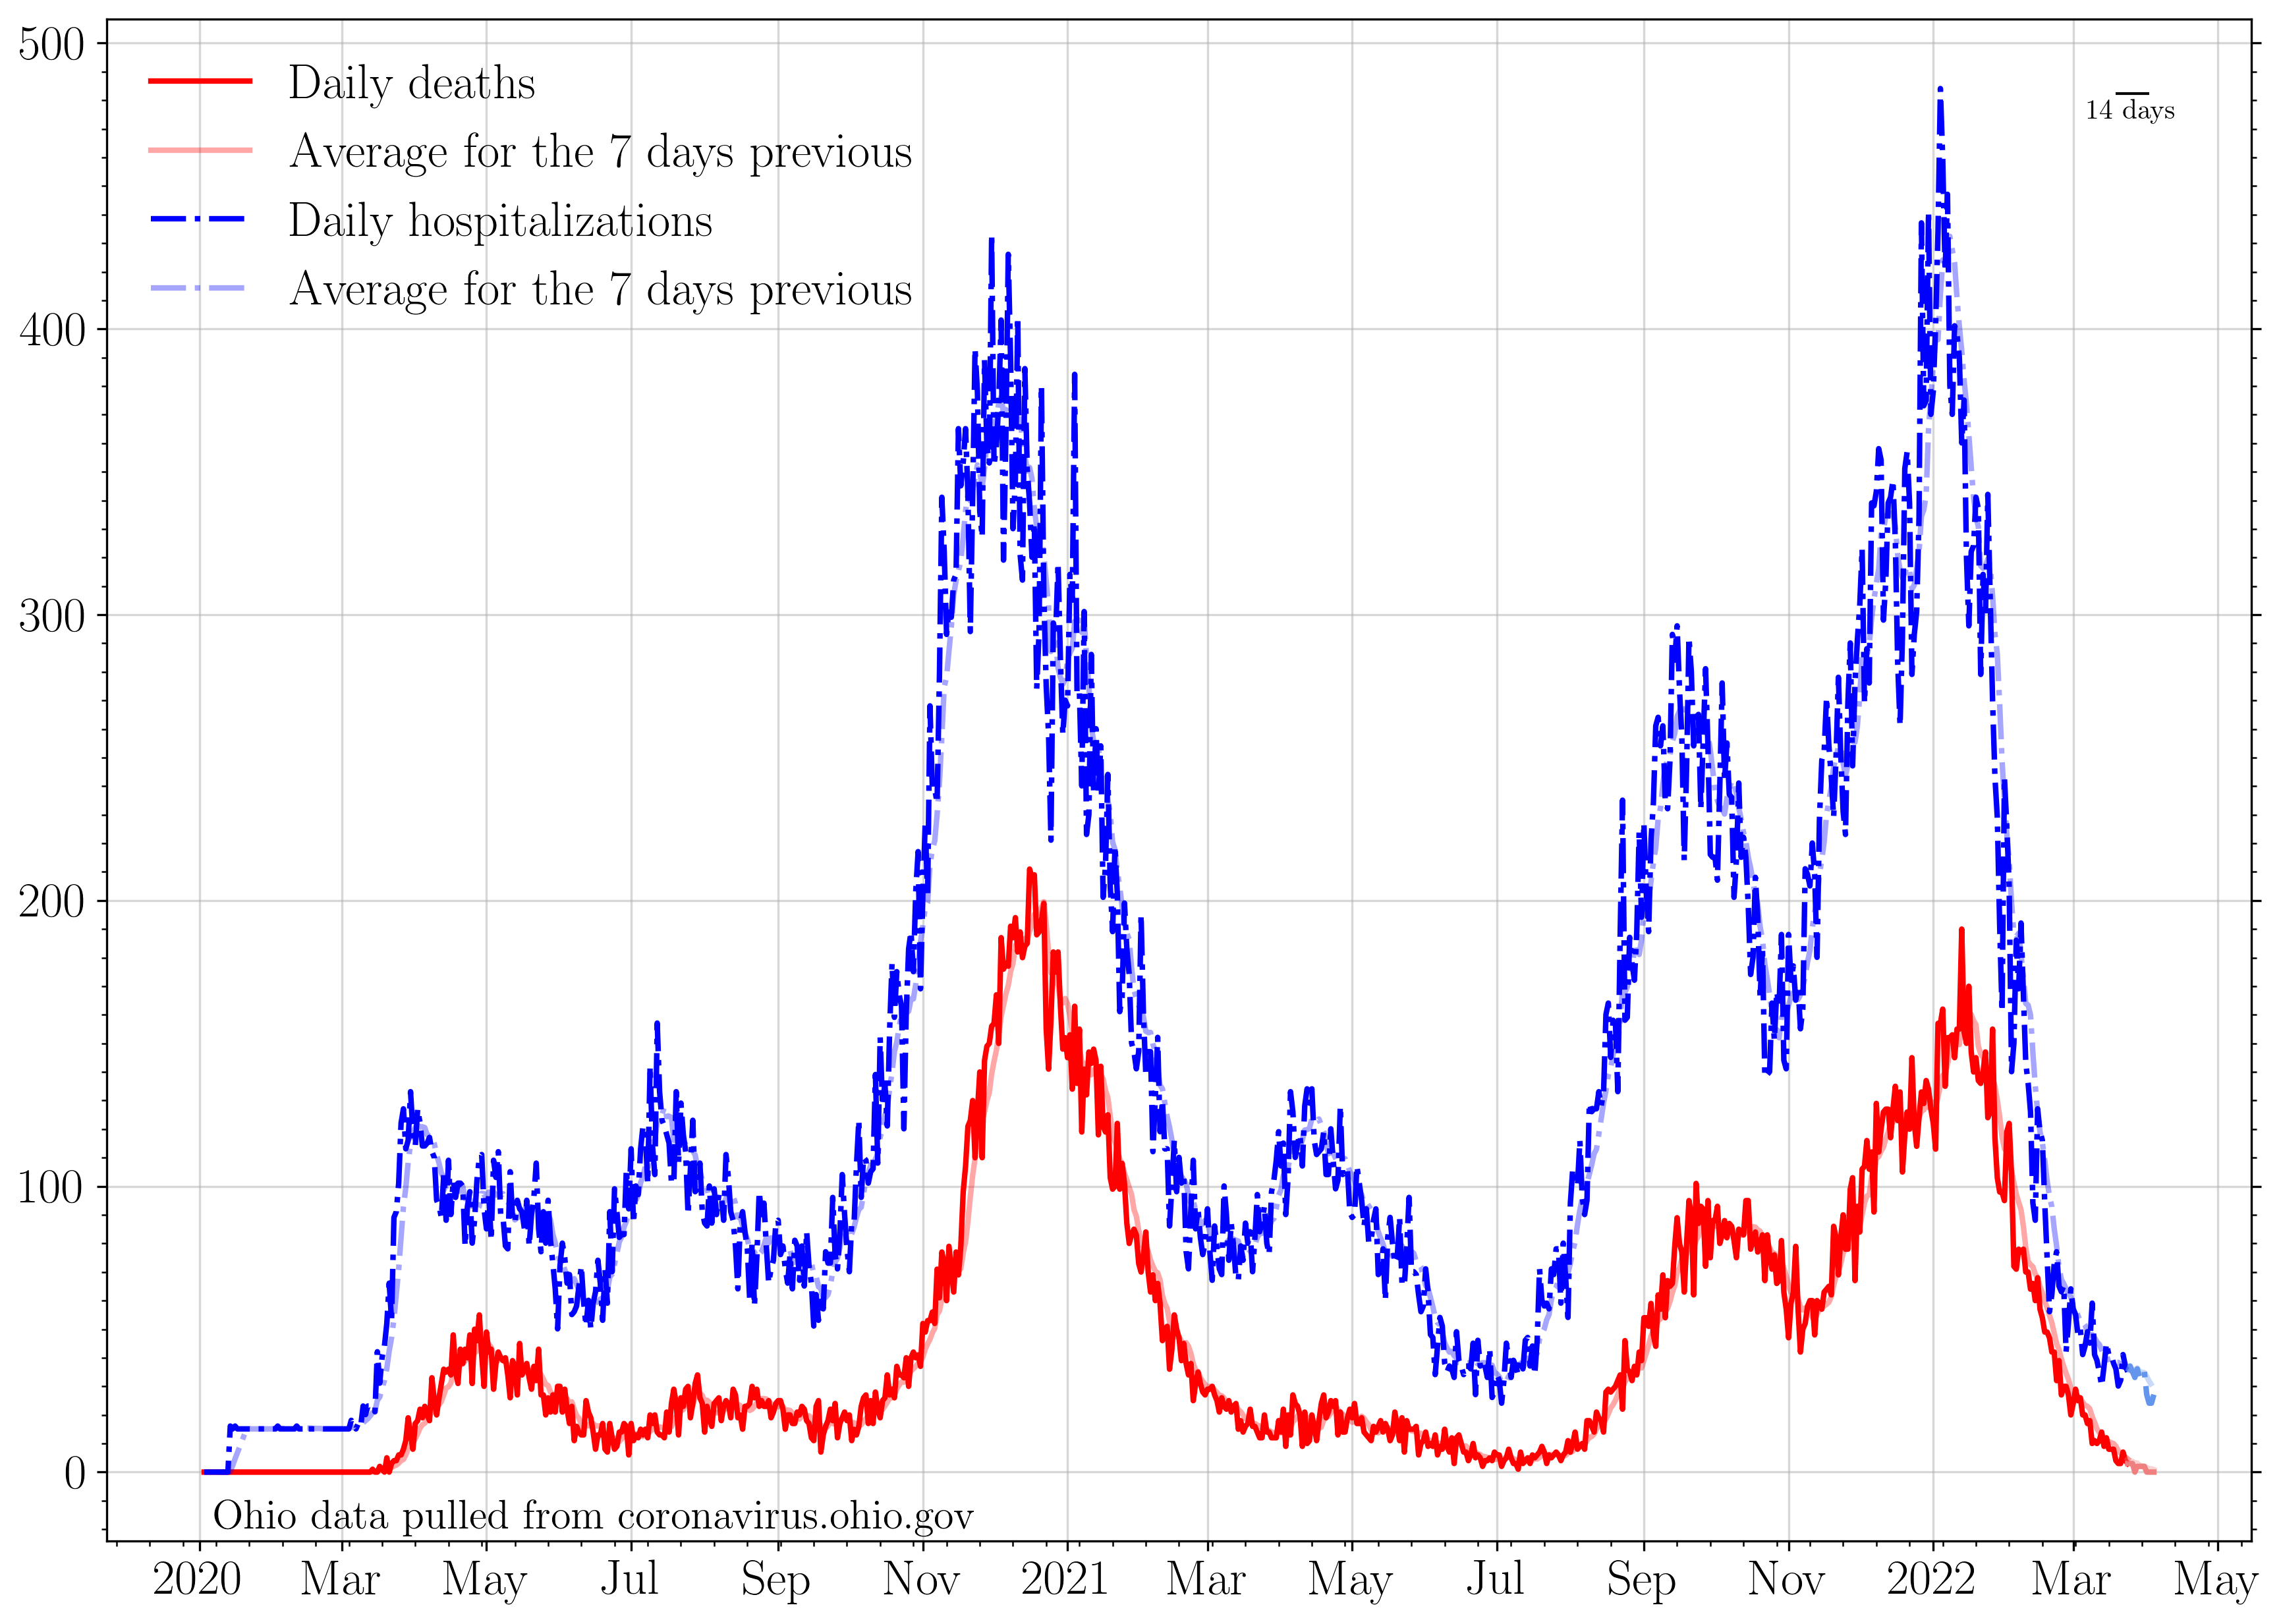 500
400
300
200
100
0
Daily deaths
Average for the 7 days previous
Daily hospitalizations
Average for the 7 days previous
14 days
Ohio data pulled from coronavirus.ohio.gov
2020 Mar May Jul Sep Nov 2021 Mar May Jul Sep Nov 2022 Mar May